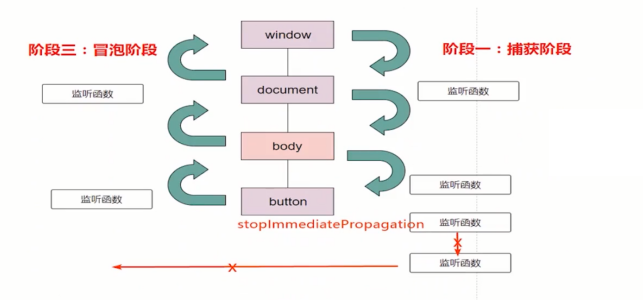 window
阶段三：冒泡阶段
阶段一：捕获阶段
document
监听函数
监听函数
body
监听函数
监听函数
button
stopImmediatePropagation
监听函数
x
x
监听函数